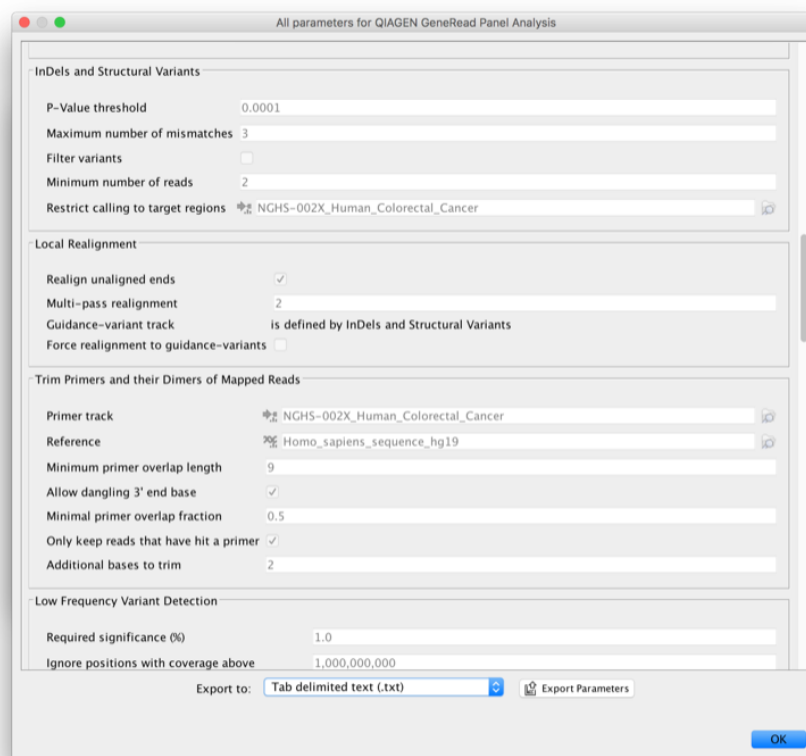 All parameters for QIAGEN GeneRead Panel Analysis
InDels and Structural Variants
P-Value threshold 0.0001
Maximum number of mismatches 3
Filter variants
Minimum number of reads 2
Restrict calling to target regions NGHS-002X_Human_Colorectal_Cancer
Local Realignment
Realign unaligned ends
Multi-pass realignment 2
Guidance-variant track is defined by InDels and Structural Variants
Force realignment to guidance-variants
Trim Primers and their Dimers of Mapped Reads
Primer track NGHS-002X_Human_Colorectal_Cancer
Reference Homo_sapiens_sequence_hg19
Minimum primer overlap length 9
Allow dangling 3' end base
Minimal primer overlap fraction 0.5
Only keep reads that have hit a primer
Additional bases to trim 2
Low Frequency Variant Detection
Required significance (%) 1.0
Ignore positions with coverage above 1,000,000,000
Export to: Tab delimited text (.txt) Export Parameters
OK